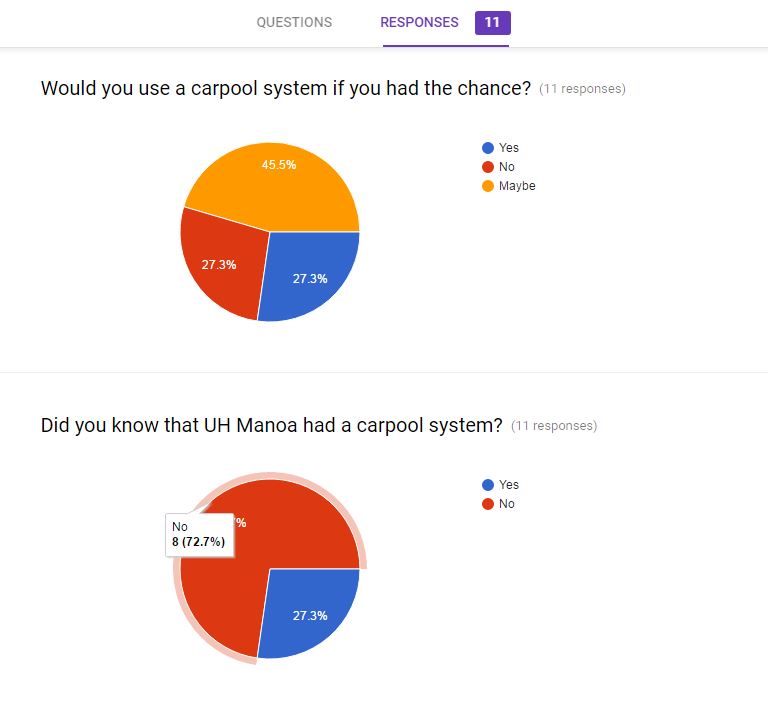 QUESTIONS RESPONSES 11
Would you use a carpool system if you had the chance? (11 responses)
45.5%
27.3%
27.3%
Yes
No
Maybe
Did you know that UH Manoa had a carpool system? (11 responses)
%
No
8 (72.7%)
27.3%
Yes
No